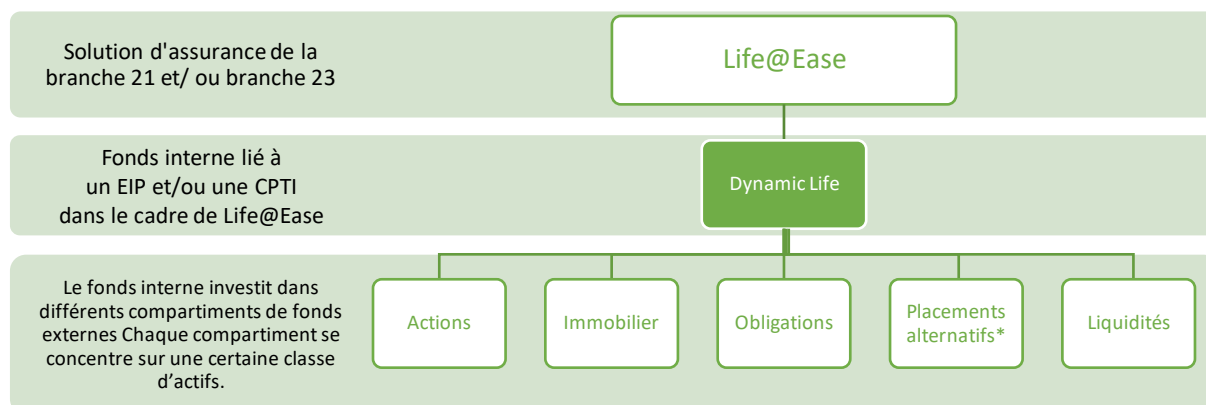 Solution d'assurance de la
branche 21 et/ ou branche 23
Life@Ease
Fonds interne lié à
un EIP et/ou une CPTI
dans le cadre de Life@Ease
Dynamic Life
Le fonds interne investit dans
différents compartiments de fonds
externes Chaque compartiment se
concentre sur une certaine classe
d’actifs.
Actions
Immobilier
Obligations
Placements
alternatifs*
Liquidités